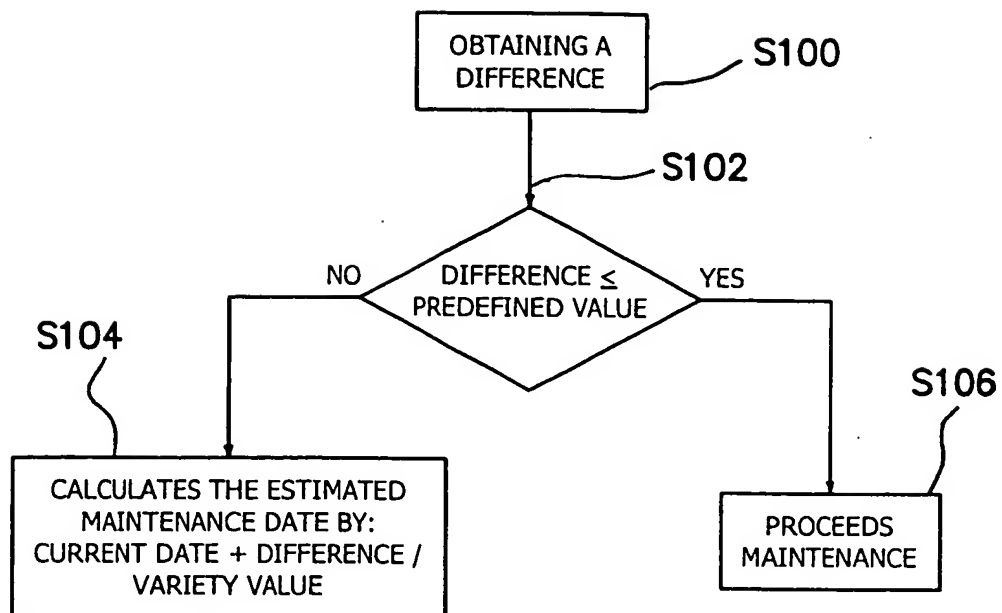 OBTAINING A
DIFFERENCE
S100
S102
DIFFERENCE ≤
PREDEFINED VALUE
NO
YES
S104
S106
CALCULATES THE ESTIMATED
MAINTENANCE DATE BY:
CURRENT DATE + DIFFERENCE /
VARIETY VALUE
PROCEEDS
MAINTENANCE